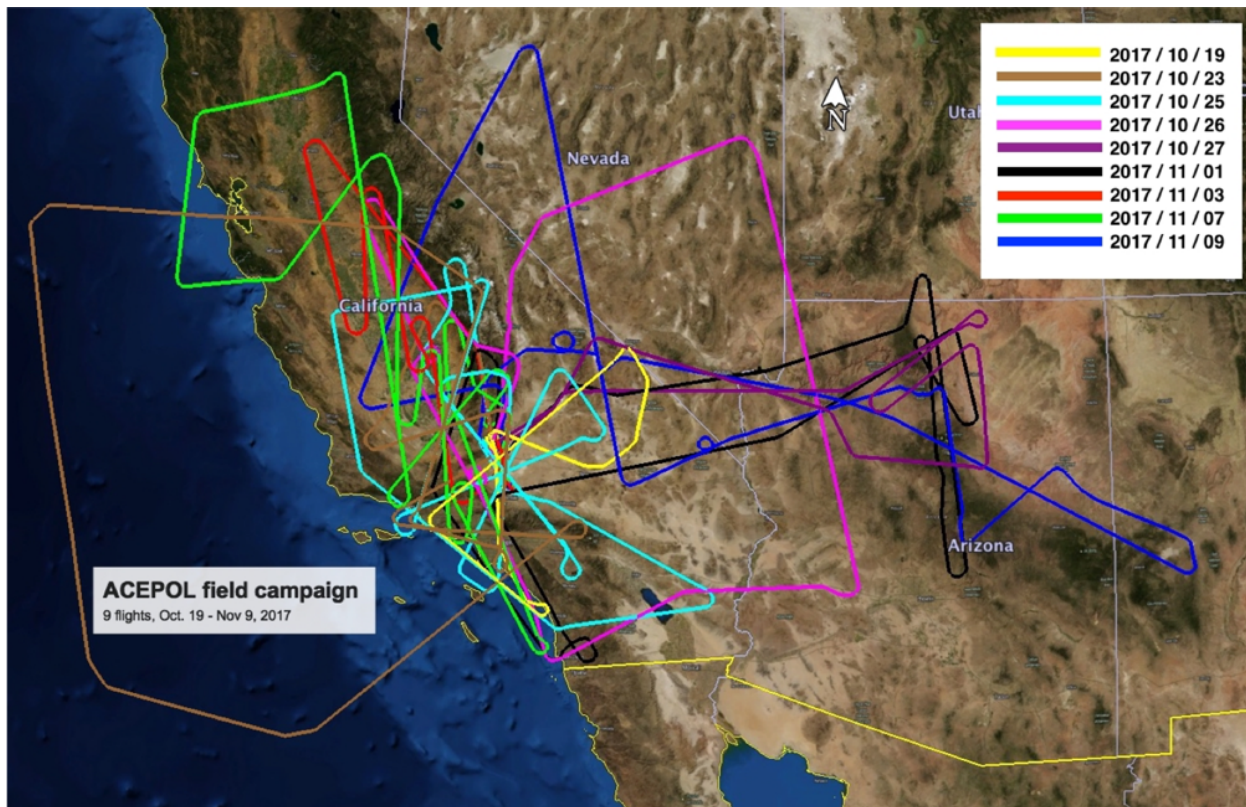 2017 / 10 / 19
2017 / 10 / 23
Utah
2017 / 10 / 25
N
2017 / 10 / 26
Nevada
2017 / 10 / 27
2017 / 11 / 01
2017 / 11 / 03
2017 / 11 / 07
2017 / 11 / 09
California
Arizona
ACEPOL field campaign
9 flights, Oct. 19 - Nov 9, 2017